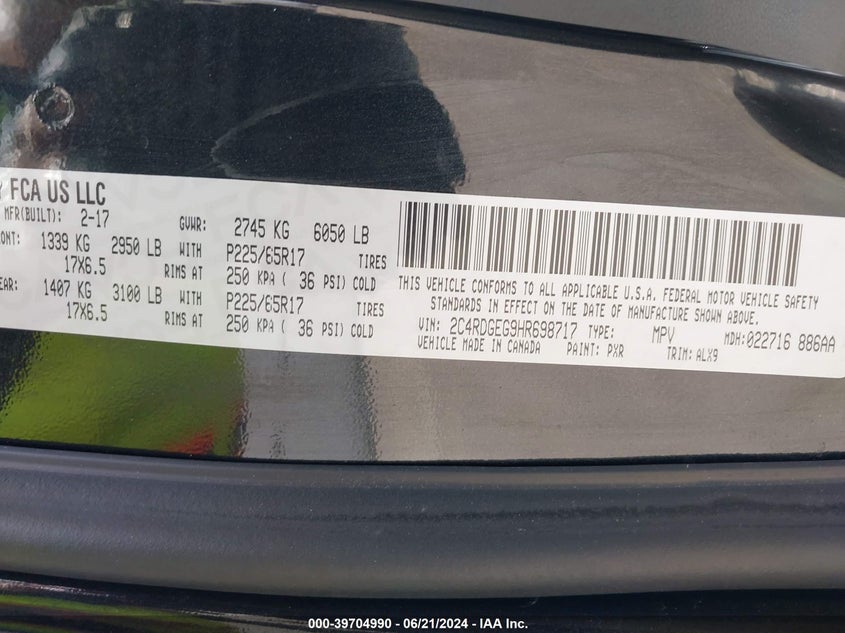 FCA US LLC
MFR(BUILT): 2-17 GVWR: 2745 KG 6050 LB
ONT: 1339 KG 2950 LB WITH P225/65R17 TIRES
17X6.5 RIMS AT 250 KPA ( 36 PSI) COLD
EAR: 1407 KG 3100 LB WITH P225/65R17 TIRES
17X6.5 RIMS AT 250 KPA ( 36 PSI) COLD
THIS VEHICLE CONFORMS TO ALL APPLICABLE U.S.A. FEDERAL MOTOR VEHICLE SAFETY
STANDARDS IN EFFECT ON THE DATE OF MANUFACTURE SHOWN ABOVE.
VIN: 2C4RDGEG9HR698717 TYPE: MPV MDH:022716 886AA
VEHICLE MADE IN CANADA PAINT: PXR TRIM: ALX9
000-39704990 - 06/21/2024 - IAA Inc.